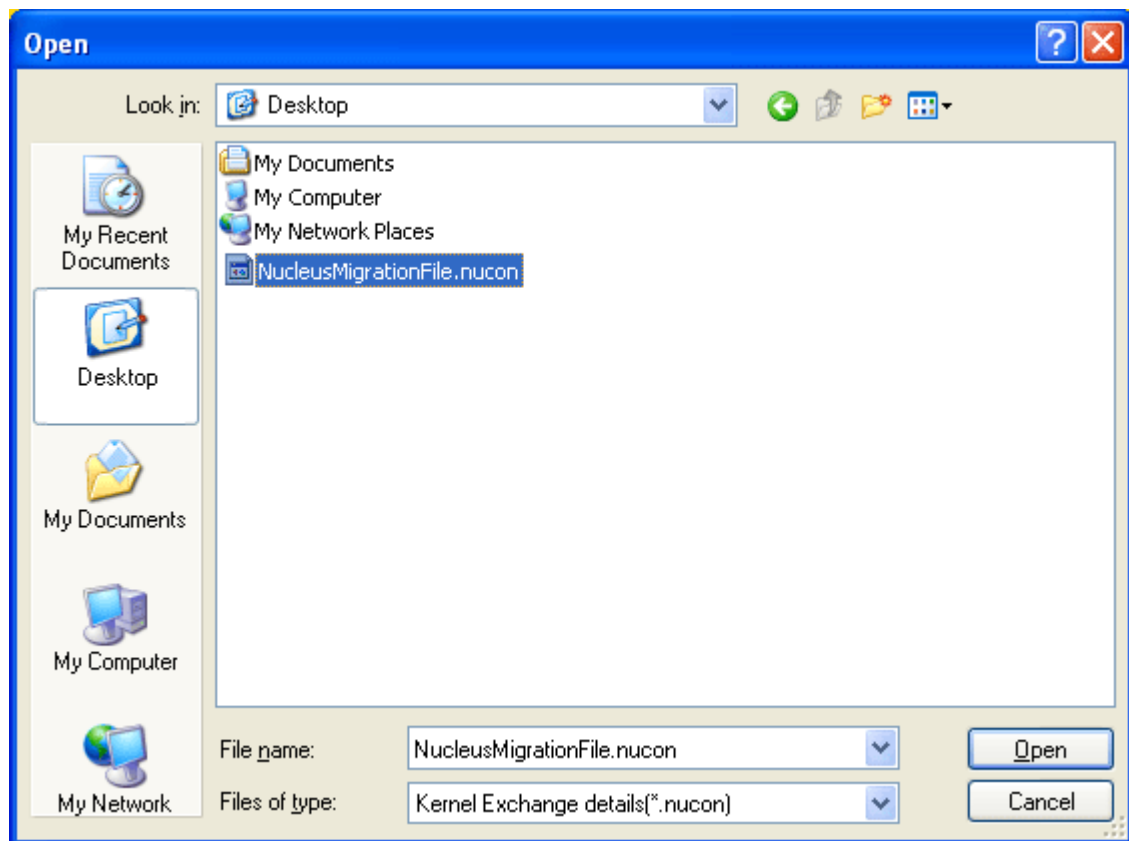 Open
Look in:
Desktop
My Documents
My Computer
My Network Places
NucleusMigrationFile.nucon
My Recent
Documents
Desktop
My Documents
My Computer
My Network
File name:
NucleusMigrationFile.nucon
Open
Files of type:
Kernel Exchange details(*.nucon)
Cancel